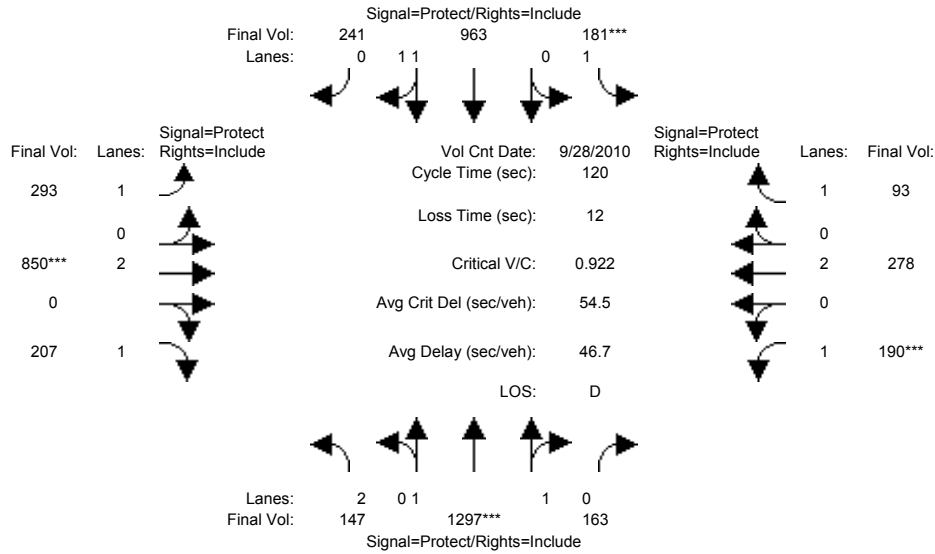 Signal=Protect/Rights=Include
Final Vol: 241 963 181***
Lanes: 0 1 1 0 1
Signal=Protect Signal=Protect
Final Vol: Lanes: Rights=Include Vol Cnt Date: 9/28/2010 Rights=Include Lanes: Final Vol:
Cycle Time (sec): 120
293 1 1 93
Loss Time (sec): 12
0 0
850*** 2 Critical V/C: 0.922 2 278
0 Avg Crit Del (sec/veh): 54.5 0
207 1 Avg Delay (sec/veh): 46.7 1 190***
LOS: D
Lanes: 2 0 1 1 0
Final Vol: 147 1297*** 163
Signal=Protect/Rights=Include